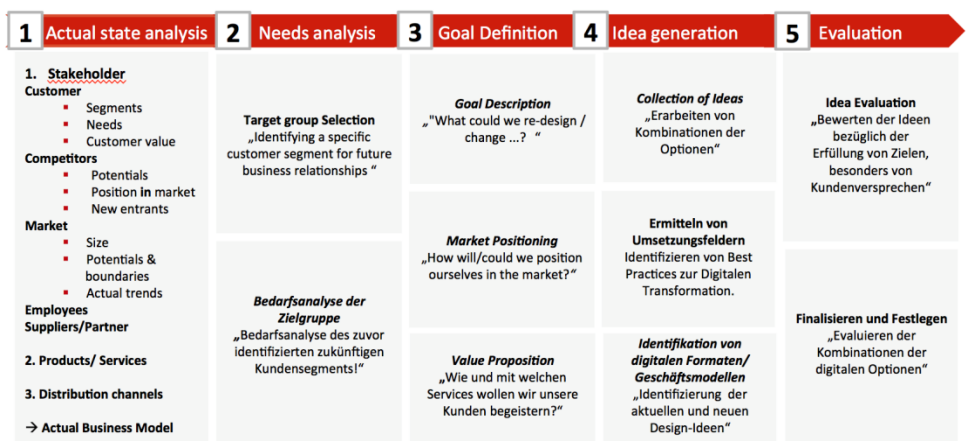 1 Actual state analysis
2 Needs analysis
3 Goal Definition
4 Idea generation
5 Evaluation
1. Stakeholder
Customer
▪ Segments
▪ Needs
▪ Customer value
Competitors
▪ Potentials
▪ Position in market
▪ New entrants
Market
▪ Size
▪ Potentials &
boundaries
▪ Actual trends
Employees
Suppliers/Partner
2. Products/ Services
3. Distribution channels
→ Actual Business Model
Target group Selection
„Identifying a specific
customer segment for future
business relationships “
Bedarfsanalyse der
Zielgruppe
„Bedarfsanalyse des zuvor
identifizierten zukünftigen
Kundensegments!“
Goal Description
„"What could we re-design /
change ...? “
Market Positioning
„How will/could we position
ourselves in the market?“
Value Proposition
„Wie und mit welchen
Services wollen wir unsere
Kunden begeistern?“
Collection of Ideas
„Erarbeiten von
Kombinationen der
Optionen“
Ermitteln von
Umsetzungsfeldern
Identifizieren von Best
Practices zur Digitalen
Transformation.
Identifikation von
digitalen Formaten/
Geschäftsmodellen
„Identifizierung der
aktuellen und neuen
Design-Ideen“
Idea Evaluation
„Bewerten der Ideen
bezüglich der
Erfüllung von Zielen,
besonders von
Kundenversprechen“
Finalisieren und Festlegen
„Evaluieren der
Kombinationen der
digitalen Optionen“